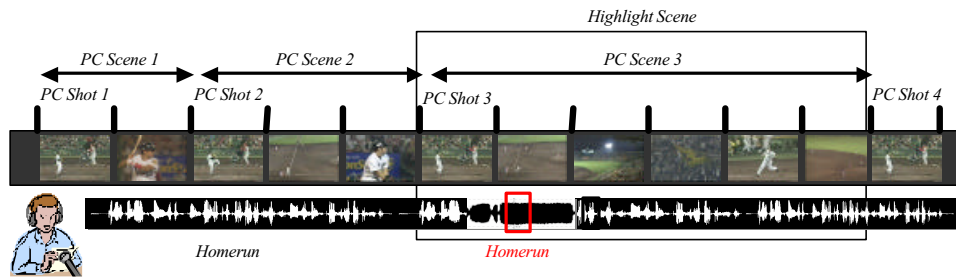 Highlight Scene
PC Scene 1
PC Scene 2
PC Scene 3
PC Shot 1
PC Shot 2
PC Shot 3
PC Shot 4
Homerun
Homerun